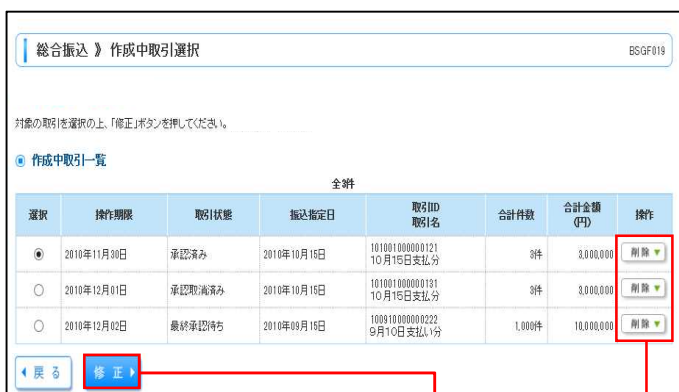 総合振込 》 作成中取引選択 BSGF019
対象の取引を選択の上、「修正」ボタンを押してください。
作成中取引一覧
全3件
選択 操作期限 取引状態 振込指定日 取引ID 取引名 合計件数 合計金額 (円) 操作
2010年11月30日 承認済み 2010年10月15日 101001000000121 10月15日支払分 3件 3,000,000 削除 ▼
2010年12月01日 承認取消済み 2010年10月15日 101001000000131 10月15日支払分 3件 3,000,000 削除 ▼
2010年12月02日 最終承認待ち 2010年09月15日 100910000000222 9月10日支払い分 1,000件 10,000,000 削除 ▼
戻る 修正